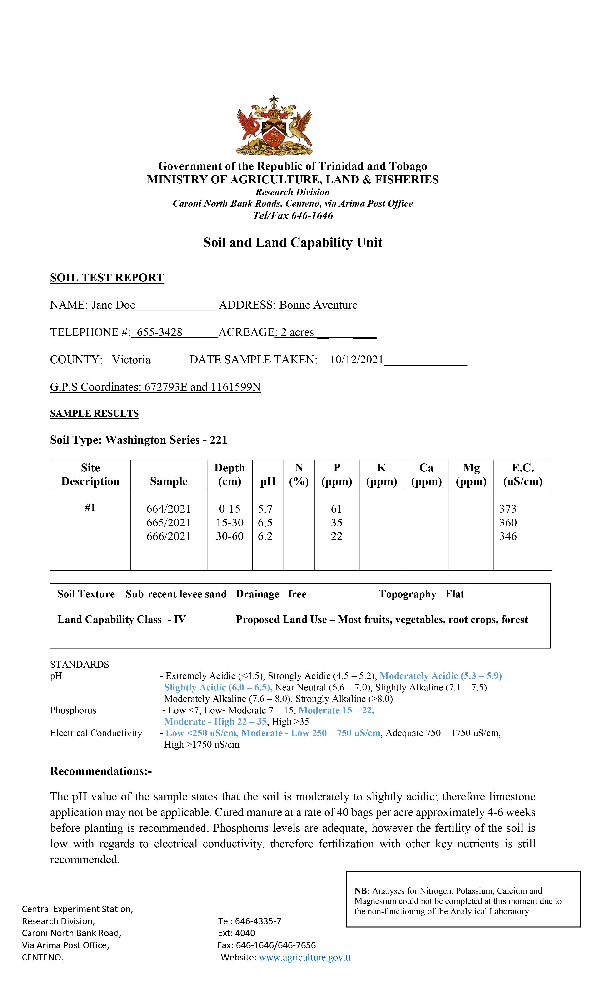 TOGETHER WE ASPIRE TOGETHER WE ACHIEVE
Government of the Republic of Trinidad and Tobago
MINISTRY OF AGRICULTURE, LAND & FISHERIES
Research Division
Caroni North Bank Roads, Centeno, via Arima Post Office
Tel/Fax 646-1646
Soil and Land Capability Unit
SOIL TEST REPORT
NAME: Jane Doe ADDRESS: Bonne Aventure
TELEPHONE #: 655-3428 ACREAGE: 2 acres __ ____
COUNTY: Victoria DATE SAMPLE TAKEN: 10/12/2021______________
G.P.S Coordinates: 672793E and 1161599N
SAMPLE RESULTS
Soil Type: Washington Series - 221
Site Depth N P K Ca Mg E.C.
Description Sample (cm) pH (%) (ppm) (ppm) (ppm) (ppm) (uS/cm)
#1 664/2021 0-15 5.7 61 373
665/2021 15-30 6.5 35 360
666/2021 30-60 6.2 22 346
Soil Texture – Sub-recent levee sand Drainage - free Topography - Flat
Land Capability Class - IV Proposed Land Use – Most fruits, vegetables, root crops, forest
STANDARDS
pH - Extremely Acidic (<4.5), Strongly Acidic (4.5 – 5.2), Moderately Acidic (5.3 – 5.9)
Slightly Acidic (6.0 – 6.5), Near Neutral (6.6 – 7.0), Slightly Alkaline (7.1 – 7.5)
Moderately Alkaline (7.6 – 8.0), Strongly Alkaline (>8.0)
Phosphorus - Low <7, Low- Moderate 7 – 15, Moderate 15 – 22,
Moderate - High 22 – 35, High >35
Electrical Conductivity - Low <250 uS/cm, Moderate - Low 250 – 750 uS/cm, Adequate 750 – 1750 uS/cm,
High >1750 uS/cm
Recommendations:-
The pH value of the sample states that the soil is moderately to slightly acidic; therefore limestone
application may not be applicable. Cured manure at a rate of 40 bags per acre approximately 4-6 weeks
before planting is recommended. Phosphorus levels are adequate, however the fertility of the soil is
low with regards to electrical conductivity, therefore fertilization with other key nutrients is still
recommended.
NB: Analyses for Nitrogen, Potassium, Calcium and
Magnesium could not be completed at this moment due to
the non-functioning of the Analytical Laboratory.
Central Experiment Station,
Research Division, Tel: 646-4335-7
Caroni North Bank Road, Ext: 4040
Via Arima Post Office, Fax: 646-1646/646-7656
CENTENO. Website: www.agriculture.gov.tt